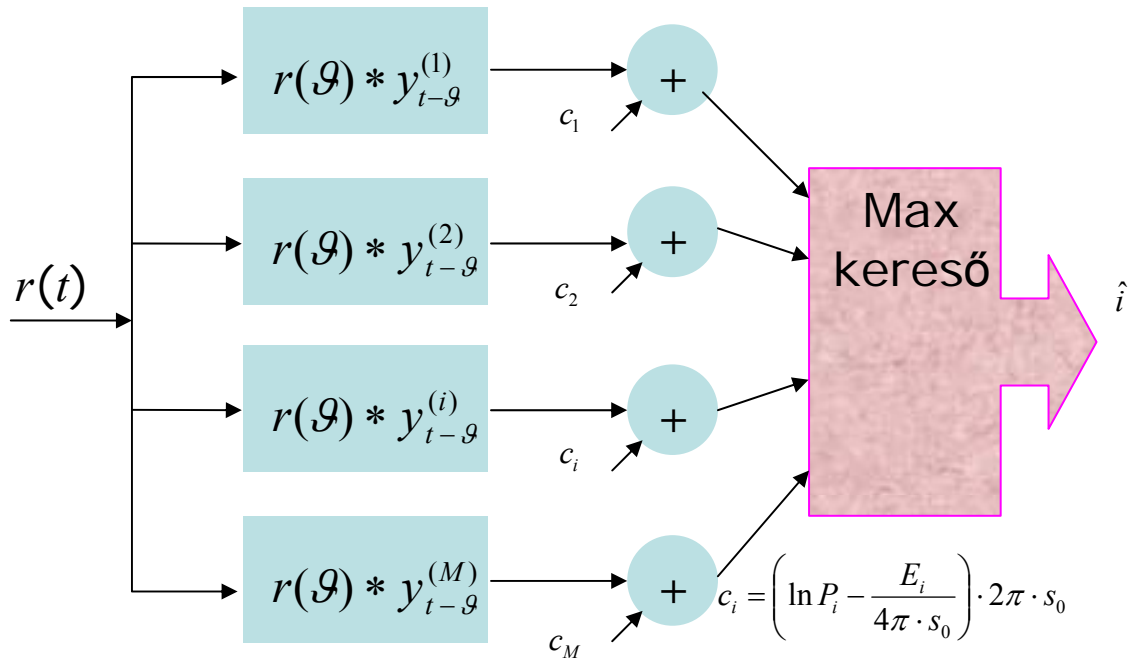 r(ϑ) * y_{t-ϑ}^{(1)}
+
c_1
r(ϑ) * y_{t-ϑ}^{(2)}
+
c_2
Max
kereső
r(t)
î
r(ϑ) * y_{t-ϑ}^{(i)}
+
c_i
r(ϑ) * y_{t-ϑ}^{(M)}
+
c_M
c_i = (ln P_i − E_i / (4π · s_0)) · 2π · s_0